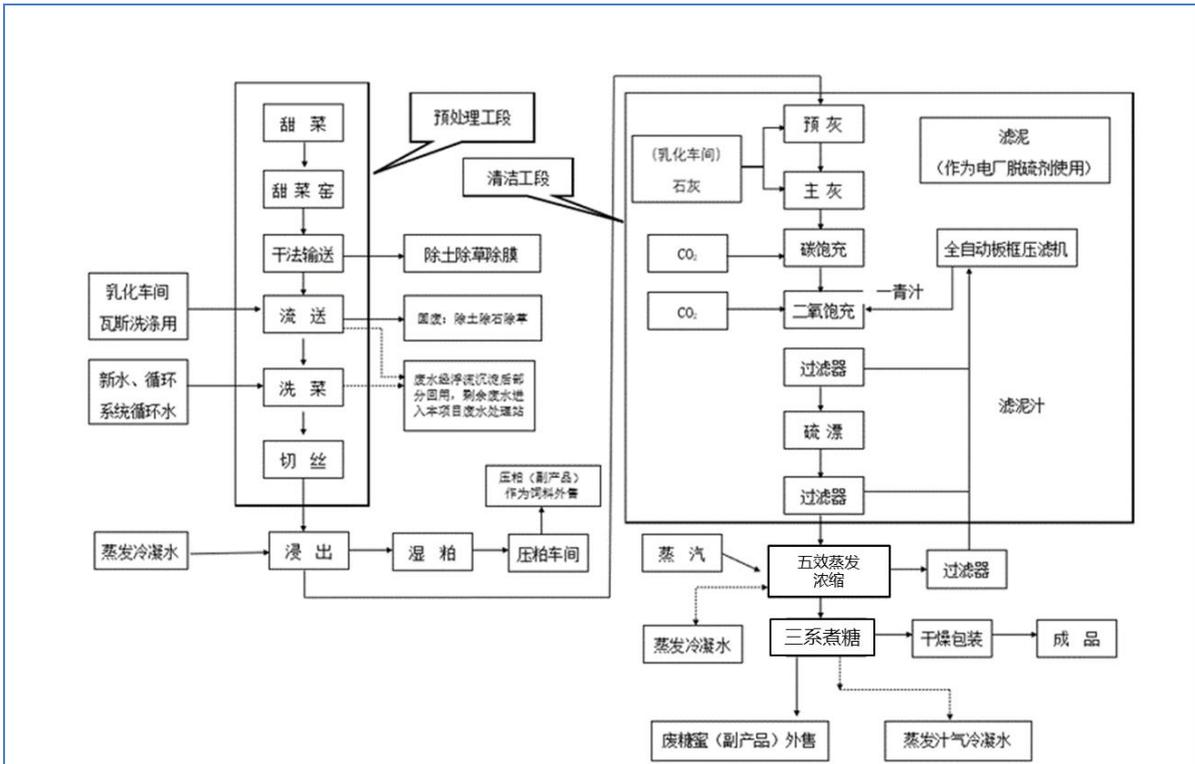 甜 菜
甜 菜 窑
干法输送
除土除草除膜
乳化车间
瓦斯洗涤用
流 送
固废：除土除石除草
新水、循环
系统循环水
洗 菜
废水经浮流沉淀后部
分回用，剩余废水进
入本项目废水处理站
切 丝
预处理工段
清洁工段
蒸发冷凝水
浸 出
湿 粕
压粕车间
压粕（副产品）
作为饲料外售
预 灰
（乳化车间）
石灰
主 灰
滤泥
（作为电厂脱硫剂使用）
CO₂
碳饱充
全自动板框压滤机
CO₂
二氧饱充
一青汁
过滤器
滤泥汁
硫 漂
过滤器
蒸 汽
五效蒸发
浓缩
过滤器
蒸发冷凝水
三系煮糖
干燥包装
成 品
废糖蜜（副产品）外售
蒸发汁气冷凝水